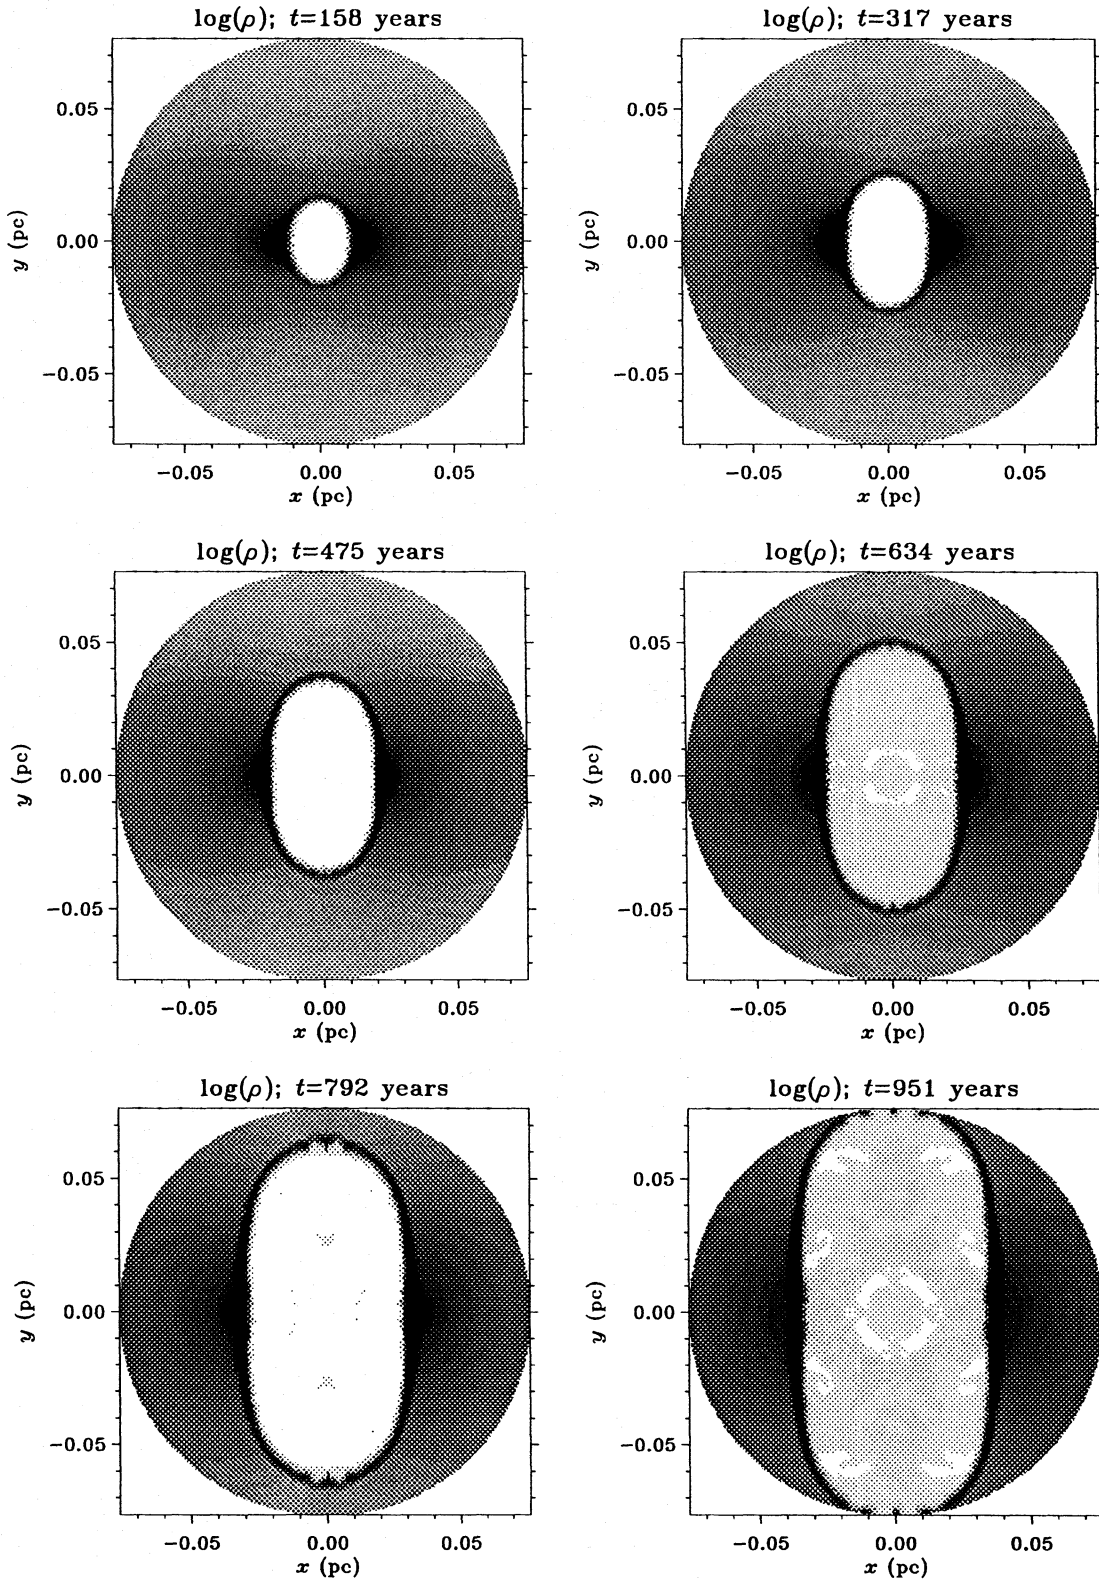 log(ρ); t=158 years
log(ρ); t=317 years
0.05
0.00
−0.05
y (pc)
−0.05 0.00 0.05
x (pc)
0.05
0.00
−0.05
y (pc)
−0.05 0.00 0.05
x (pc)
log(ρ); t=475 years
log(ρ); t=634 years
0.05
0.00
−0.05
y (pc)
−0.05 0.00 0.05
x (pc)
0.05
0.00
−0.05
y (pc)
−0.05 0.00 0.05
x (pc)
log(ρ); t=792 years
log(ρ); t=951 years
0.05
0.00
−0.05
y (pc)
−0.05 0.00 0.05
x (pc)
0.05
0.00
−0.05
y (pc)
−0.05 0.00 0.05
x (pc)